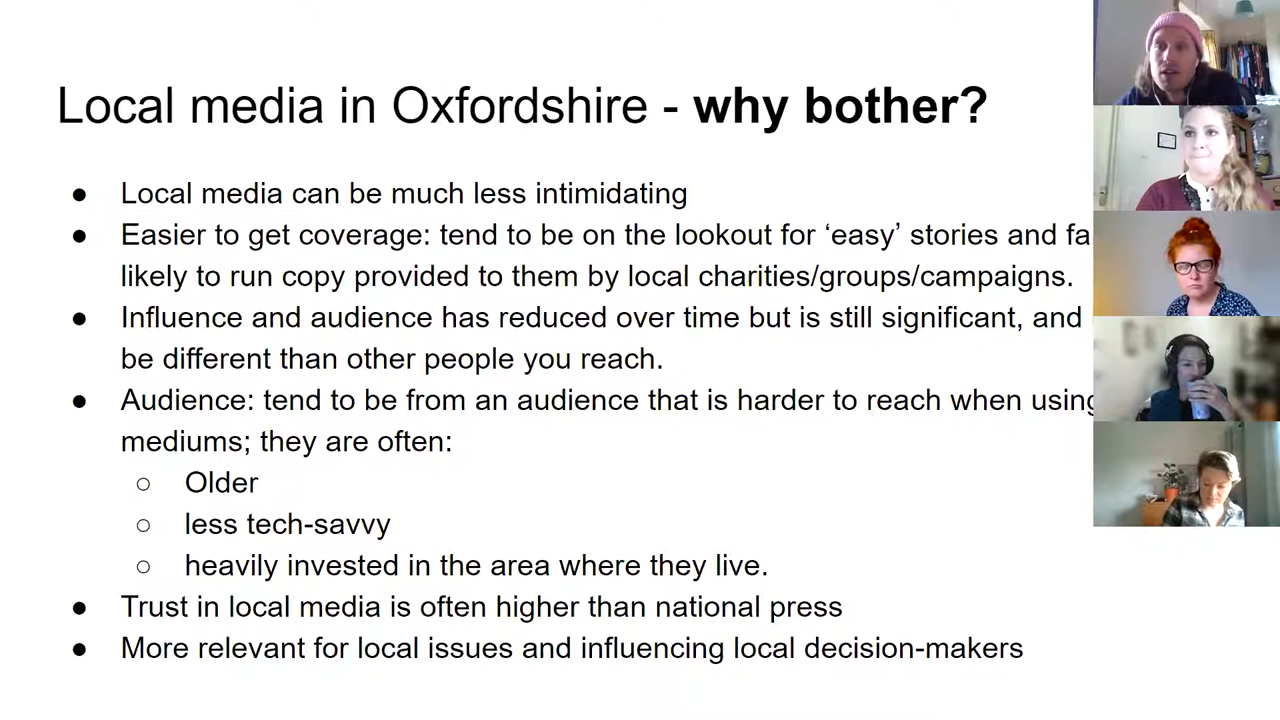 Local media in Oxfordshire - why bother?
● Local media can be much less intimidating
● Easier to get coverage: tend to be on the lookout for ‘easy’ stories and
likely to run copy provided to them by local charities/groups/campaigns.
● Influence and audience has reduced over time but is still significant, and
be different than other people you reach.
● Audience: tend to be from an audience that is harder to reach when using
mediums; they are often:
○ Older
○ less tech-savvy
○ heavily invested in the area where they live.
● Trust in local media is often higher than national press
● More relevant for local issues and influencing local decision-makers